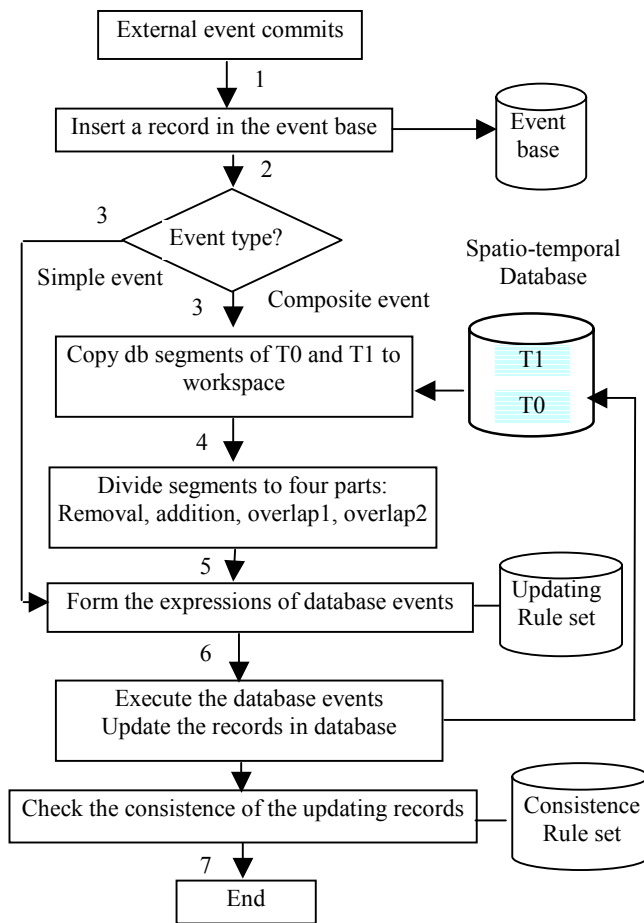 External event commits
1
Insert a record in the event base
Event
base
2
3
Event type?
Simple event
3
Composite event
Spatio-temporal
Database
Copy db segments of T0 and T1 to
workspace
T1
T0
4
Divide segments to four parts:
Removal, addition, overlap1, overlap2
5
Form the expressions of database events
Updating
Rule set
6
Execute the database events
Update the records in database
Check the consistence of the updating records
Consistence
Rule set
7
End